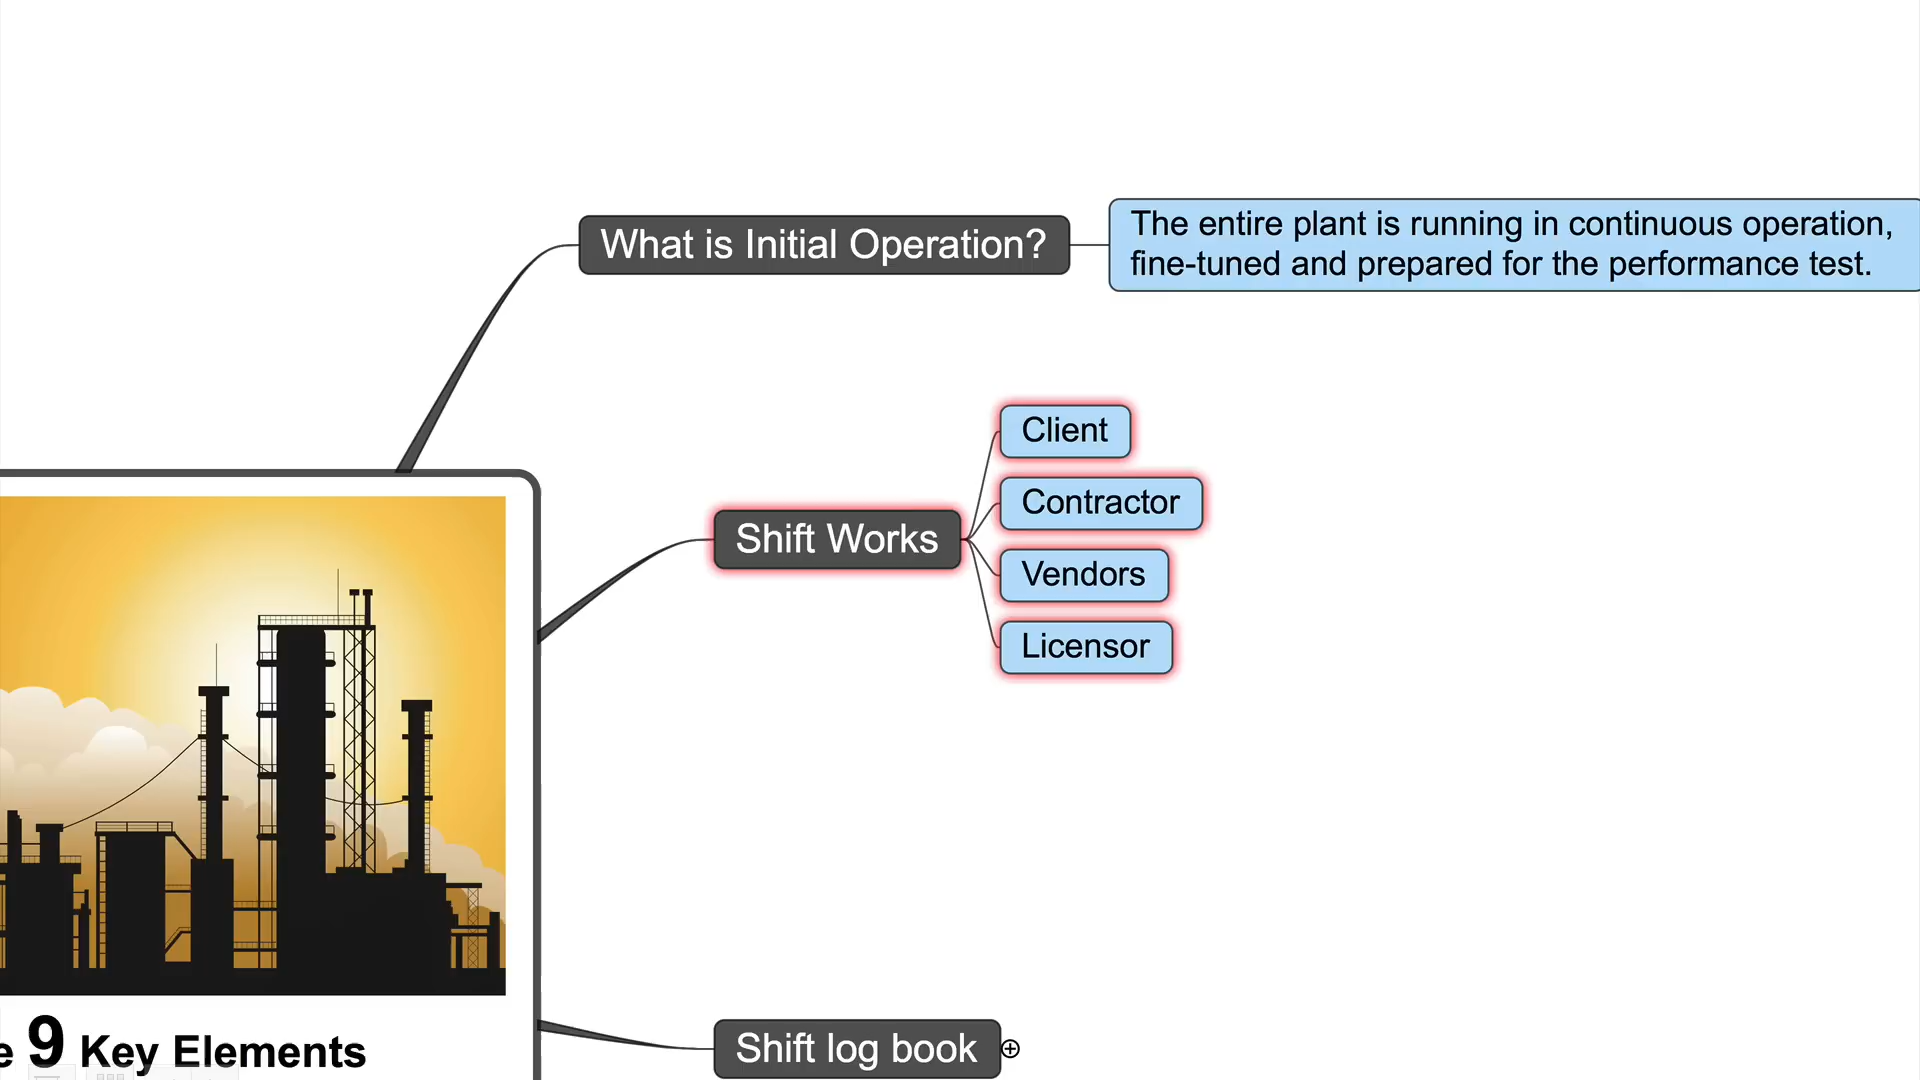 What is Initial Operation?
The entire plant is running in continuous operation,
fine-tuned and prepared for the performance test.
Client
Contractor
Shift Works
Vendors
Licensor
9 Key Elements
Shift log book